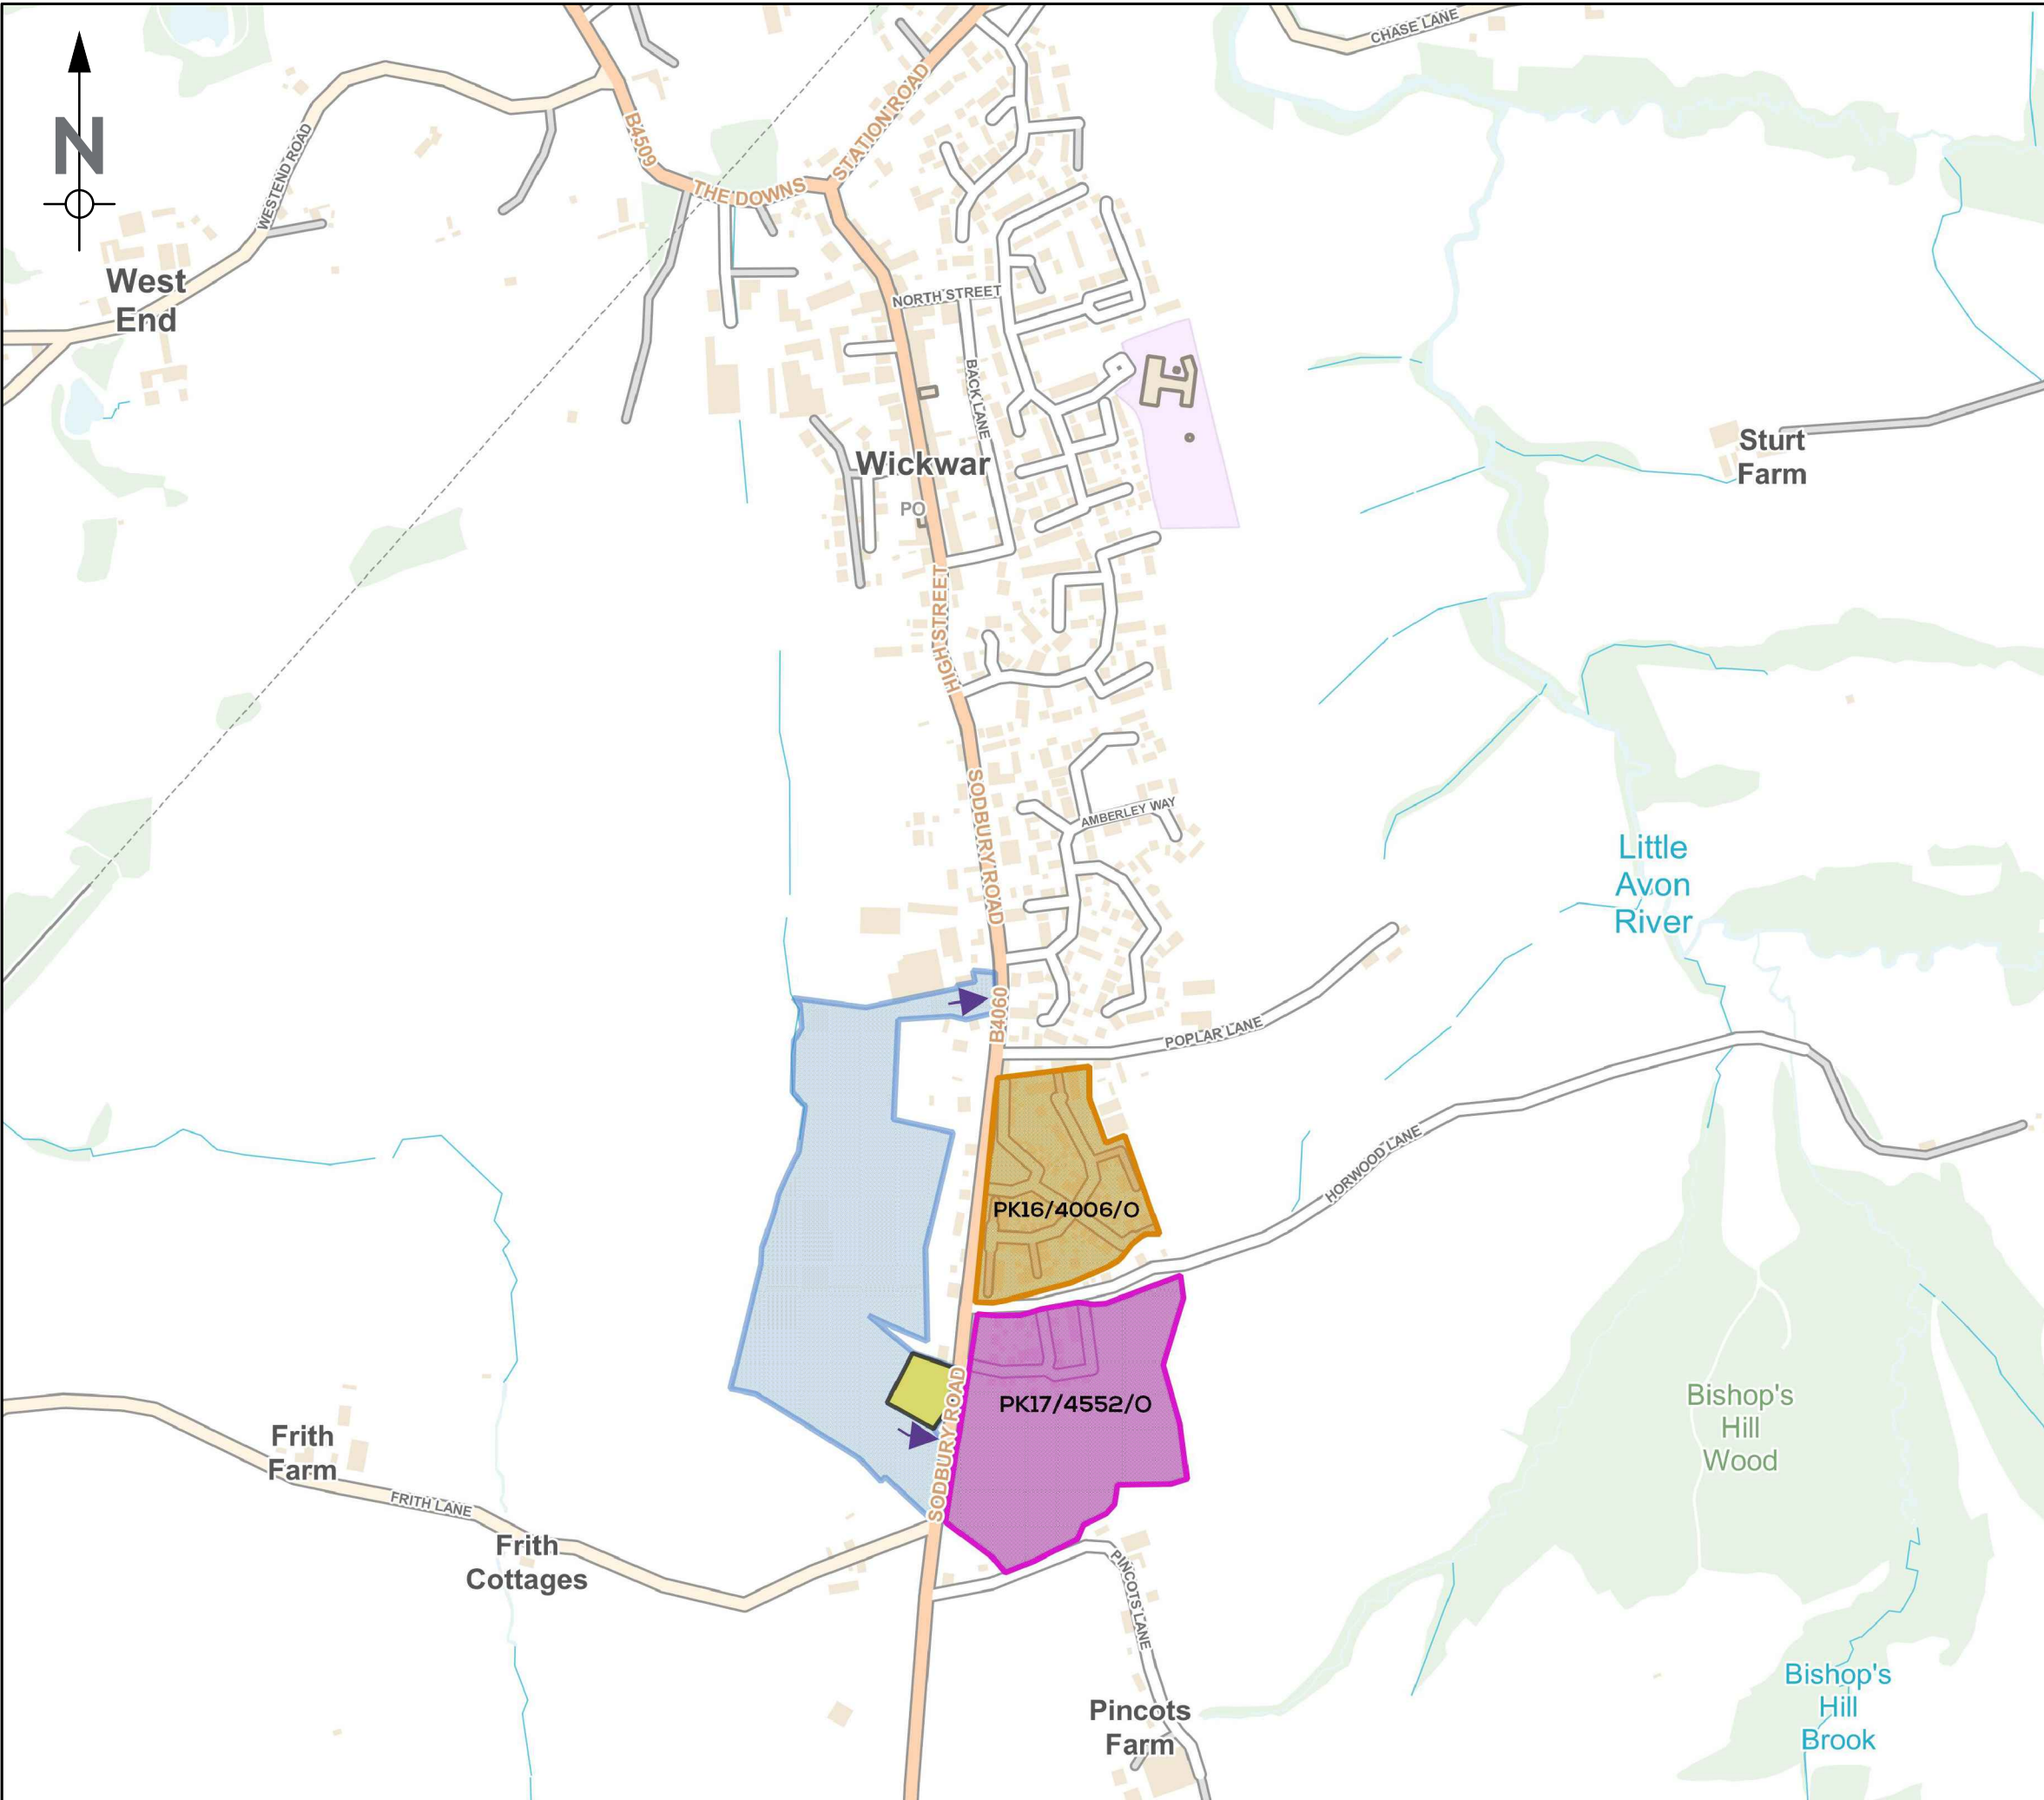 CHASE LANE
N
WESTEND ROAD
B4509
STATION ROAD
THE DOWNS
West
End
NORTH STREET
BACK LANE
Wickwar
PO
Sturt
Farm
HIGH STREET
SODBURY ROAD
AMBERLEY WAY
Little
Avon
River
B4060
POPLAR LANE
HORWOOD LANE
PK16/4006/O
PK17/4552/O
SODBURY ROAD
Bishop's
Hill
Wood
Frith
Farm
FRITH LANE
Frith
Cottages
PINCOTS LANE
Pincots
Farm
Bishop's
Hill
Brook